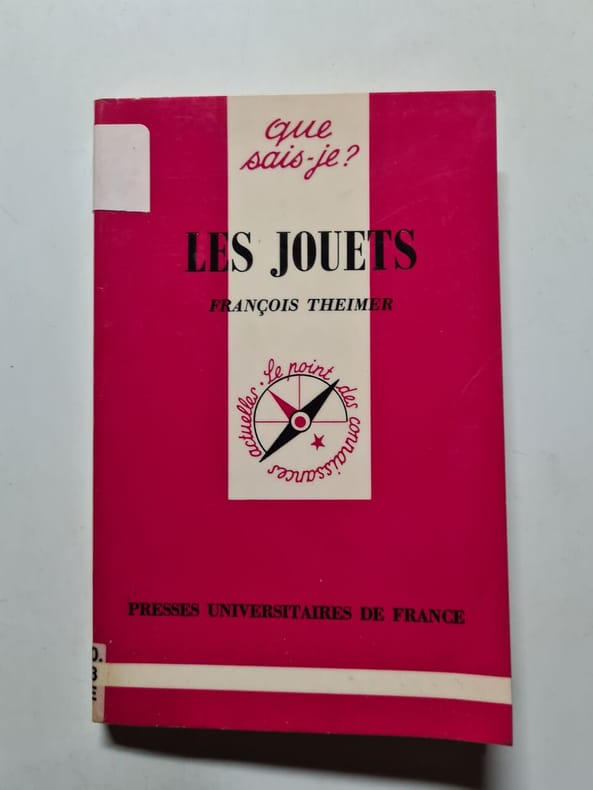 que
sais-je?
LES JOUETS
FRANÇOIS THEIMER
Le point des connaissances actuelles.
PRESSES UNIVERSITAIRES DE FRANCE